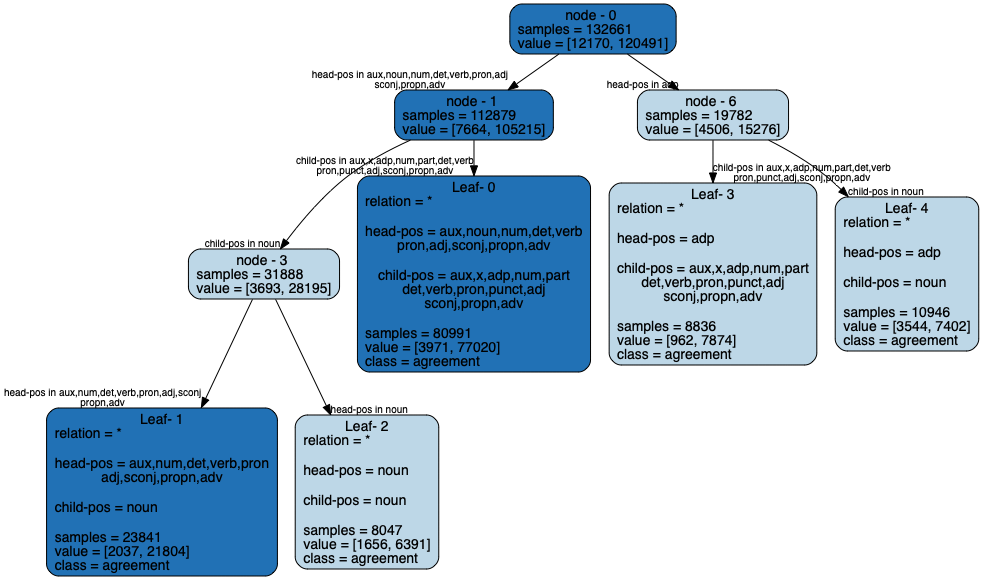 node - 0
samples = 132661
value = [12170, 120491]
head-pos in aux,noun,num,det,verb,pron,adj
sconj,propn,adv
head-pos in adp
node - 1
samples = 112879
value = [7664, 105215]
node - 6
samples = 19782
value = [4506, 15276]
child-pos in aux,x,adp,num,part,det,verb
pron,punct,adj,sconj,propn,adv
child-pos in aux,x,adp,num,part,det,verb
pron,punct,adj,sconj,propn,adv
child-pos in noun
child-pos in noun
node - 3
samples = 31888
value = [3693, 28195]
Leaf- 0
relation = *
head-pos = aux,noun,num,det,verb
pron,adj,sconj,propn,adv
child-pos = aux,x,adp,num,part
det,verb,pron,punct,adj
sconj,propn,adv
samples = 80991
value = [3971, 77020]
class = agreement
Leaf- 3
relation = *
head-pos = adp
child-pos = aux,x,adp,num,part
det,verb,pron,punct,adj
sconj,propn,adv
samples = 8836
value = [962, 7874]
class = agreement
Leaf- 4
relation = *
head-pos = adp
child-pos = noun
samples = 10946
value = [3544, 7402]
class = agreement
head-pos in aux,num,det,verb,pron,adj,sconj
propn,adv
head-pos in noun
Leaf- 1
relation = *
head-pos = aux,num,det,verb,pron
adj,sconj,propn,adv
child-pos = noun
samples = 23841
value = [2037, 21804]
class = agreement
Leaf- 2
relation = *
head-pos = noun
child-pos = noun
samples = 8047
value = [1656, 6391]
class = agreement